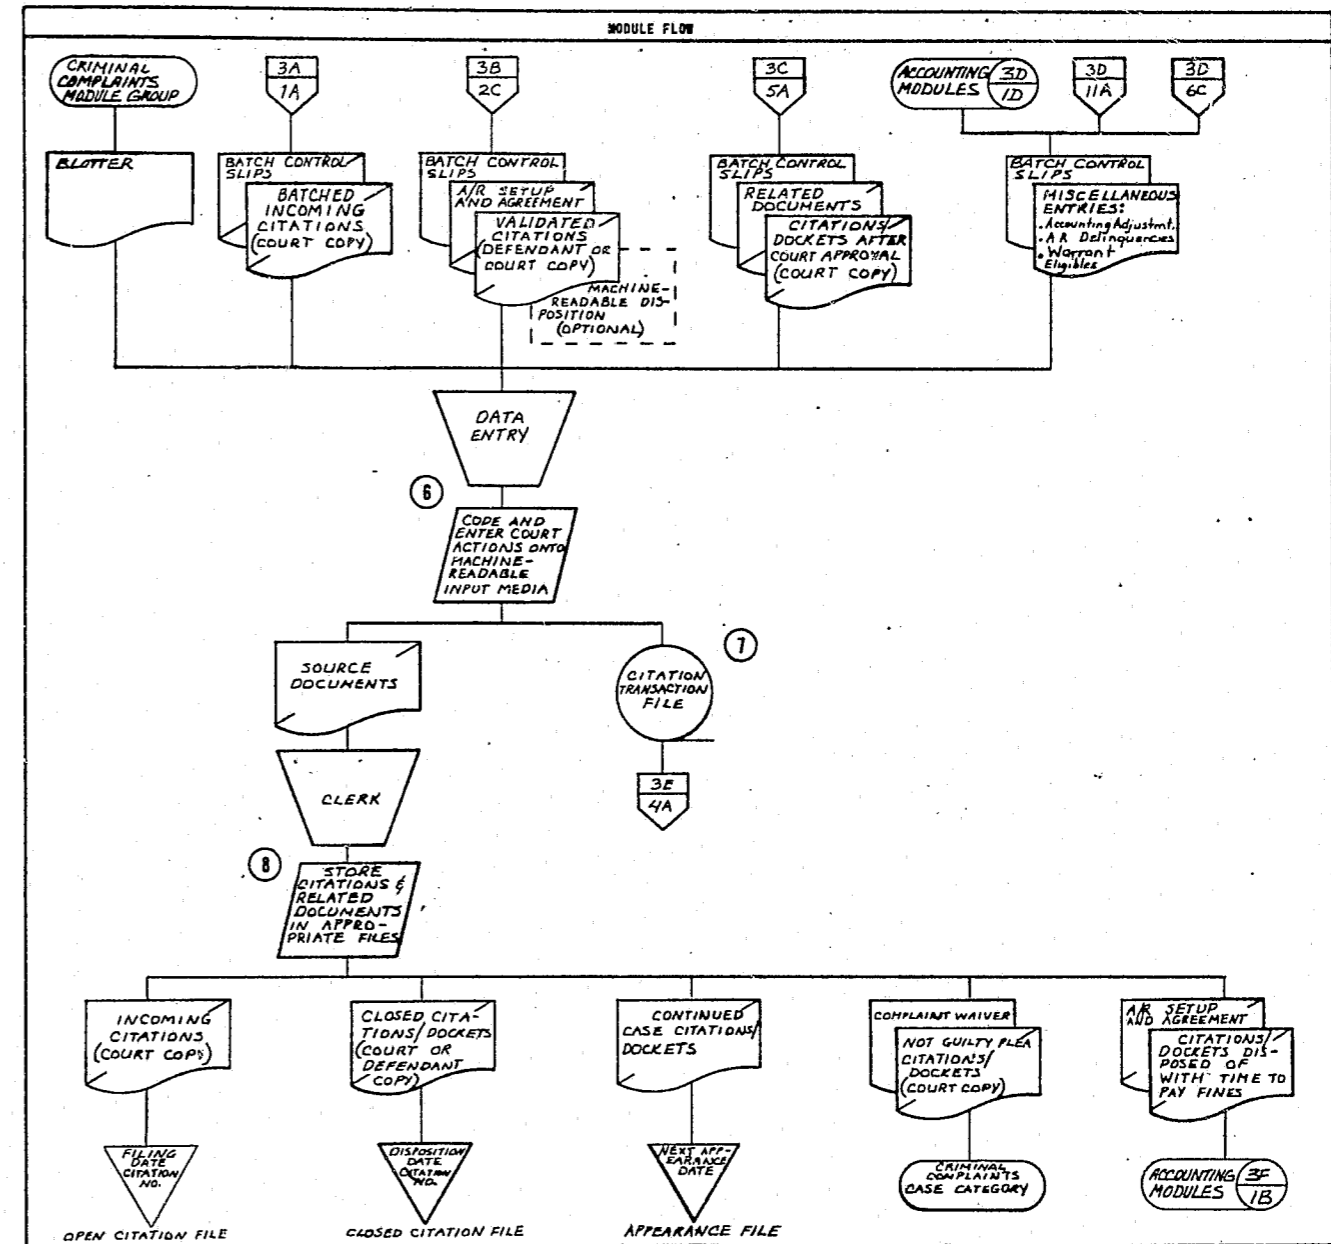 MODULE FLOW
CRIMINAL
COMPLAINTS
MODULE GROUP
3A
1A
3B
2C
3C
5A
ACCOUNTING
MODULES
3D
1D
3D
11A
3D
6C
BLOTTER
BATCH CONTROL
SLIPS
BATCHED
INCOMING
CITATIONS
(COURT COPY)
BATCH CONTROL
SLIPS
A/R SETUP
AND AGREEMENT
VALIDATED
CITATIONS
(DEFENDANT OR
COURT COPY)
MACHINE-
READABLE DIS-
POSITION
(OPTIONAL)
BATCH CONTROL
SLIPS
RELATED
DOCUMENTS
CITATIONS/
DOCKETS AFTER
COURT APPROVAL
(COURT COPY)
BATCH CONTROL
SLIPS
MISCELLANEOUS
ENTRIES:
. Accounting Adjustmt.
. A R Delinquencies
. Warrant
Eligibles
DATA
ENTRY
6
CODE AND
ENTER COURT
ACTIONS ONTO
MACHINE-
READABLE
INPUT MEDIA
SOURCE
DOCUMENTS
CITATION
TRANSACTION
FILE
7
3E
4A
CLERK
8
STORE
CITATIONS &
RELATED
DOCUMENTS
IN APPRO-
PRIATE FILES
INCOMING
CITATIONS
(COURT COPY)
CLOSED CITA-
TIONS/DOCKETS
(COURT OR
DEFENDANT
COPY)
CONTINUED
CASE CITATIONS/
DOCKETS
COMPLAINT WAIVER
NOT GUILTY PLEA
CITATIONS/
DOCKETS
(COURT COPY)
A/R SETUP
AND AGREEMENT
CITATIONS/
DOCKETS DIS-
POSED OF
WITH TIME TO
PAY FINES
FILING
DATE
CITATION
NO.
DISPOSITION
DATE
CITATION
NO.
NEXT APP-
EARANCE
DATE
CRIMINAL
COMPLAINTS
CASE CATEGORY
ACCOUNTING
MODULES
3F
1B
OPEN CITATION FILE
CLOSED CITATION FILE
APPEARANCE FILE